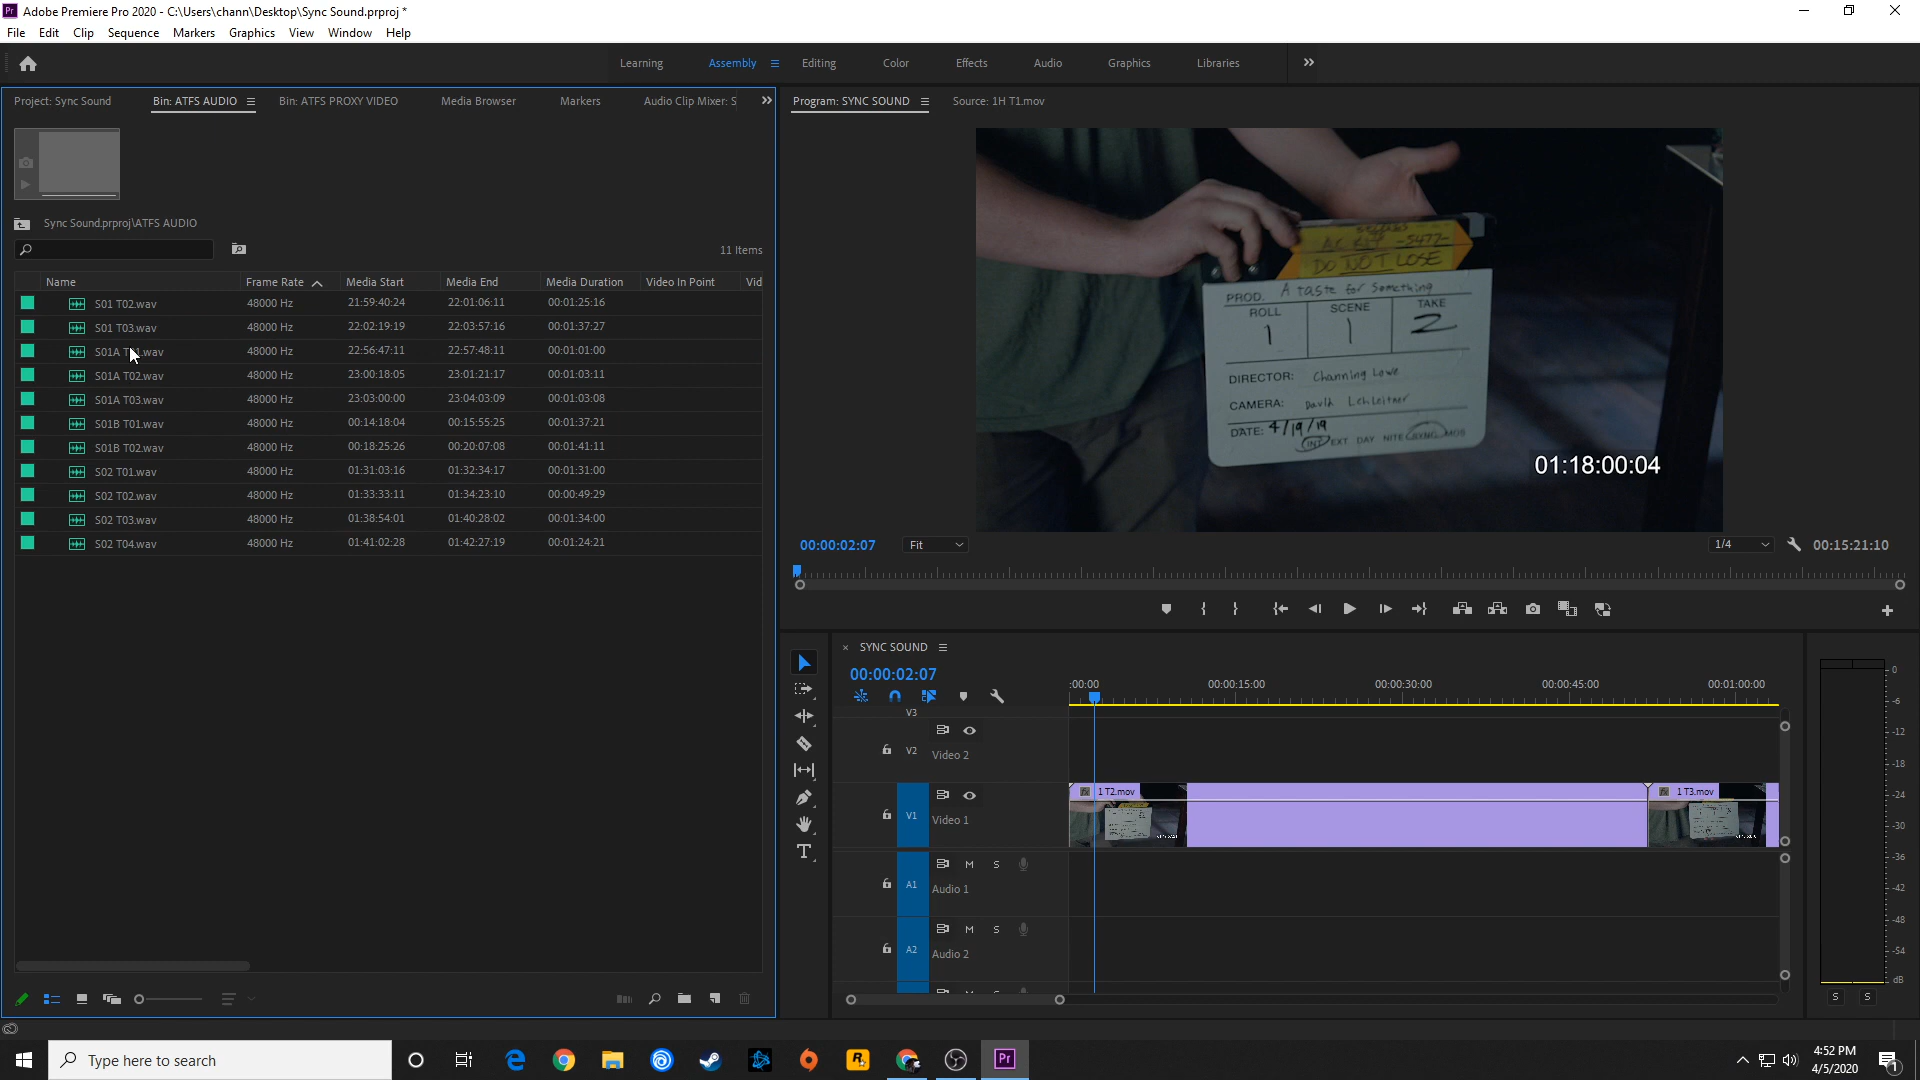 Adobe Premiere Pro 2020 - C:\Users\chann\Desktop\Sync Sound.prproj *
File Edit Clip Sequence Markers Graphics View Window Help
Learning Assembly Editing Color Effects Audio Graphics Libraries
Project: Sync Sound Bin: ATFS AUDIO Bin: ATFS PROXY VIDEO Media Browser Markers Audio Clip Mixer: S
Sync Sound.prproj\ATFS AUDIO
11 Items
Name Frame Rate Media Start Media End Media Duration Video In Point Vid
S01 T02.wav 48000 Hz 21:59:40:24 22:01:06:11 00:01:25:16
S01 T03.wav 48000 Hz 22:02:19:19 22:03:57:16 00:01:37:27
S01A T01.wav 48000 Hz 22:56:47:11 22:57:48:11 00:01:01:00
S01A T02.wav 48000 Hz 23:00:18:05 23:01:21:17 00:01:03:11
S01A T03.wav 48000 Hz 23:03:00:00 23:04:03:09 00:01:03:08
S01B T01.wav 48000 Hz 00:14:18:04 00:15:55:25 00:01:37:21
S01B T02.wav 48000 Hz 00:18:25:26 00:20:07:08 00:01:41:11
S02 T01.wav 48000 Hz 01:31:03:16 01:32:34:17 00:01:31:00
S02 T02.wav 48000 Hz 01:33:33:11 01:34:23:10 00:00:49:29
S02 T03.wav 48000 Hz 01:38:54:01 01:40:28:02 00:01:34:00
S02 T04.wav 48000 Hz 01:41:02:28 01:42:27:19 00:01:24:21
Program: SYNC SOUND Source: 1H T1.mov
DO NOT LOSE
PROD. A taste for Something
ROLL SCENE TAKE
1 1 2
DIRECTOR: Channing Lowe
CAMERA: David Lehleitner
DATE: 4/19/19
INT EXT DAY NITE SYNC MOS
01:18:00:04
00:00:02:07 Fit 1/4 00:15:21:10
× SYNC SOUND
00:00:02:07
:00:00 00:00:15:00 00:00:30:00 00:00:45:00 00:01:00:00
V3
V2 Video 2
V1 Video 1
1 T2.mov 1 T3.mov
M S
A1 Audio 1
M S
A2 Audio 2
0
-6
-12
-18
-24
-30
-36
-42
-48
-54
dB
S S
Type here to search
4:52 PM
4/5/2020
1